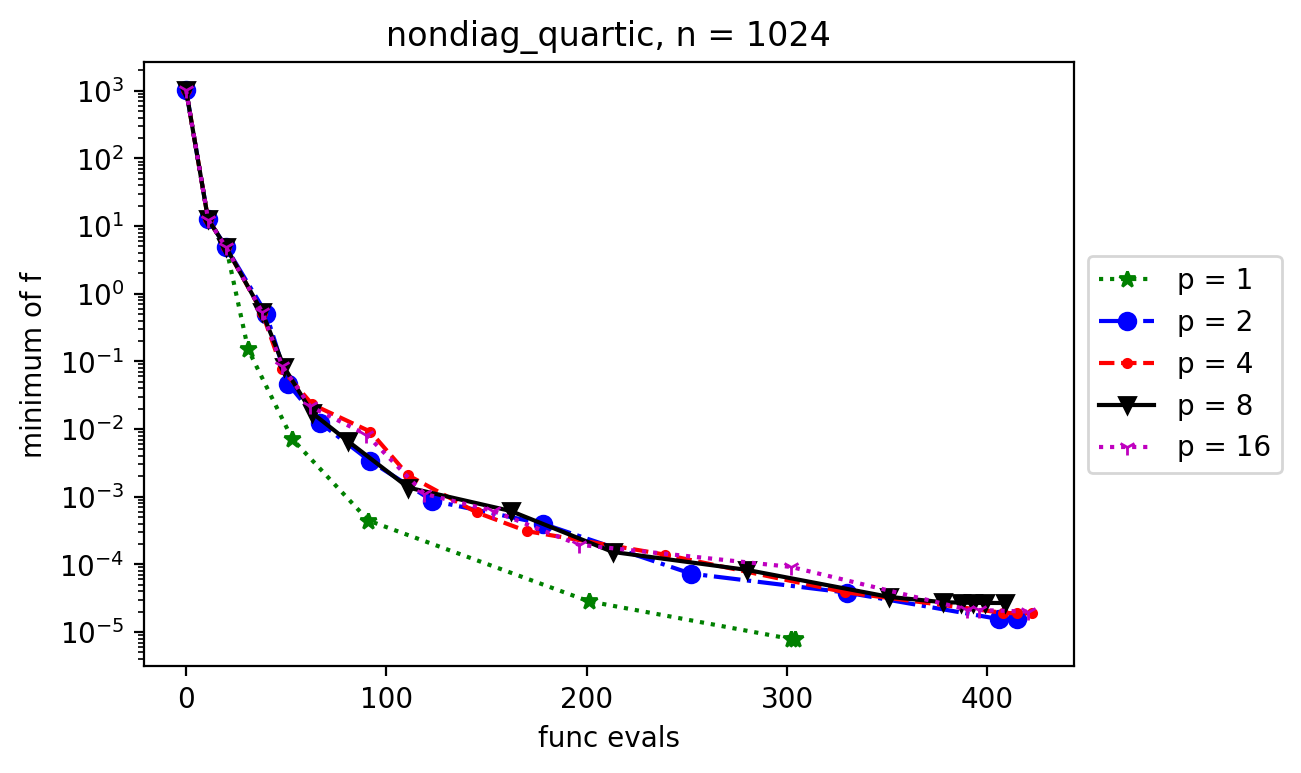 nondiag_quartic, n = 1024
minimum of f
10³
10²
10¹
10⁰
10⁻¹
10⁻²
10⁻³
10⁻⁴
10⁻⁵
0 100 200 300 400
func evals
p = 1
p = 2
p = 4
p = 8
p = 16